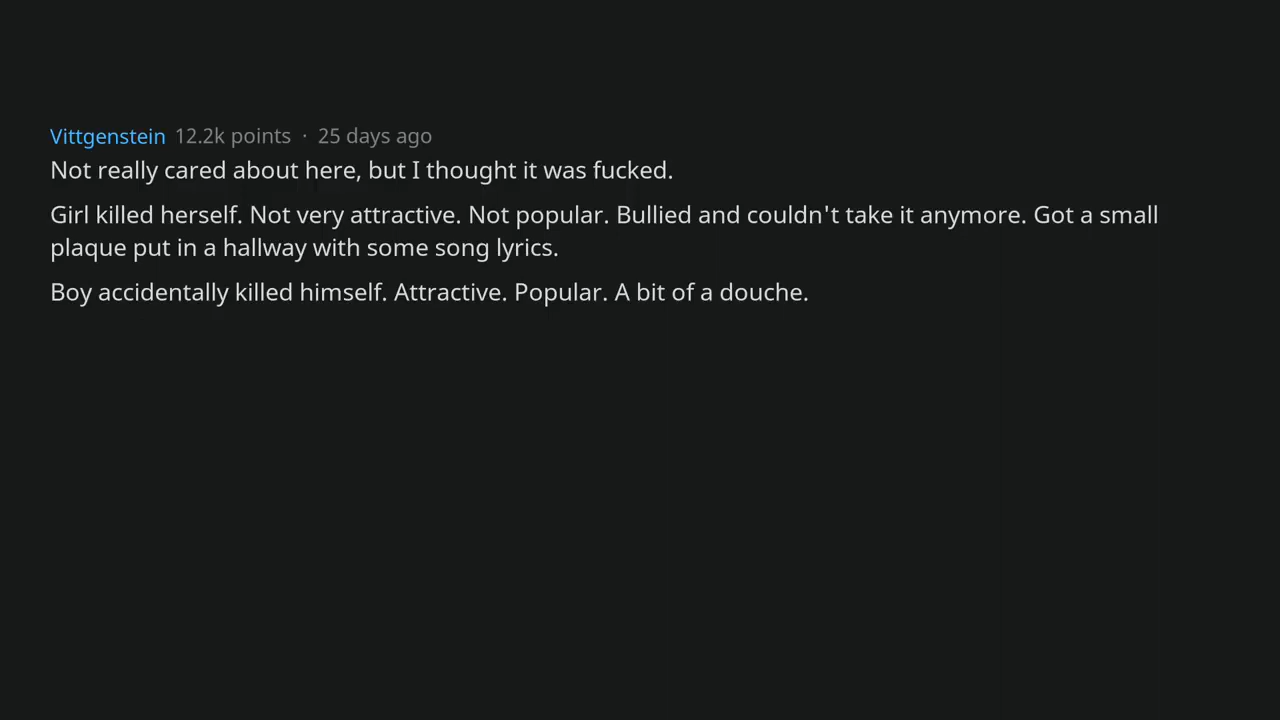 Vittgenstein 12.2k points · 25 days ago
Not really cared about here, but I thought it was fucked.
Girl killed herself. Not very attractive. Not popular. Bullied and couldn't take it anymore. Got a small
plaque put in a hallway with some song lyrics.
Boy accidentally killed himself. Attractive. Popular. A bit of a douche.